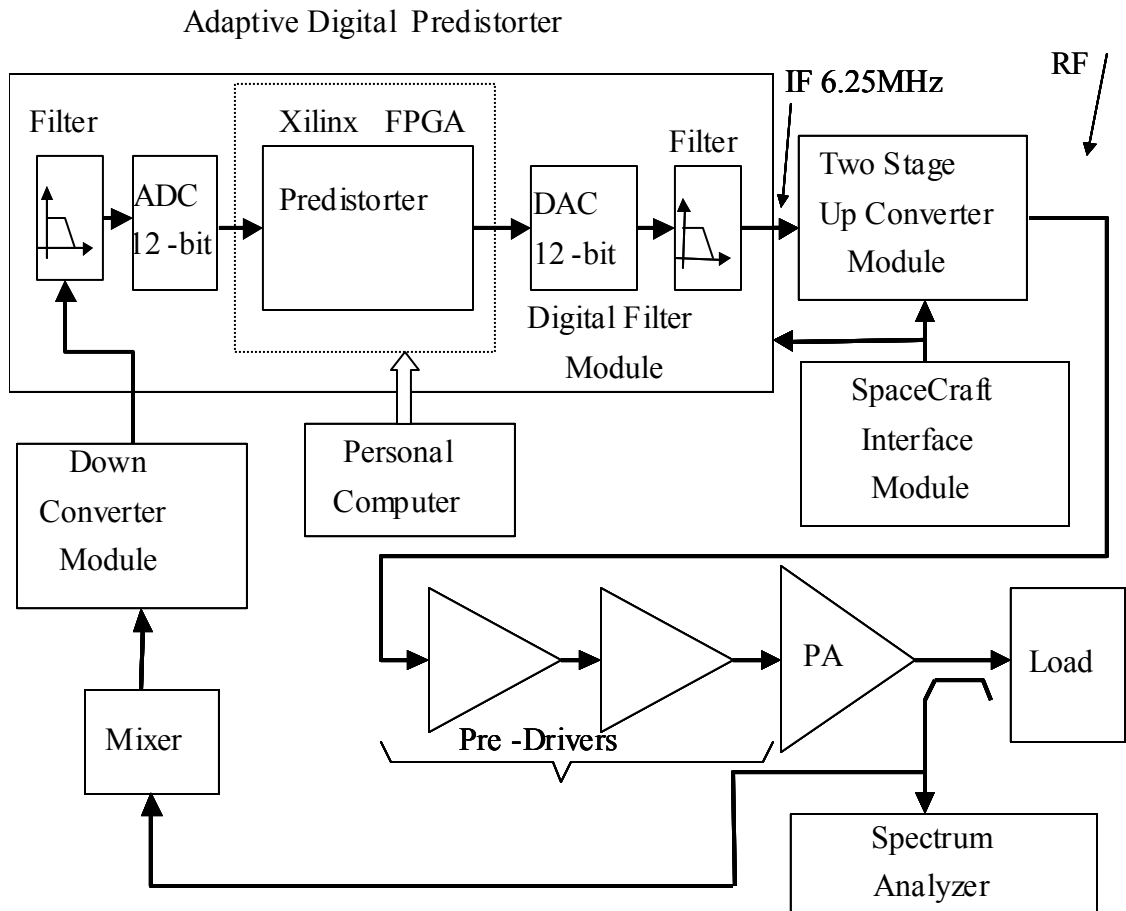 Adaptive Digital Predistorter
IF 6.25MHz
RF
Filter
Xilinx FPGA
Filter
ADC
12 -bit
Predistorter
DAC
12 -bit
Two Stage
Up Converter
Module
Digital Filter
Module
SpaceCraft
Interface
Module
Personal
Computer
Down
Converter
Module
PA
Load
Mixer
Pre -Drivers
Spectrum
Analyzer